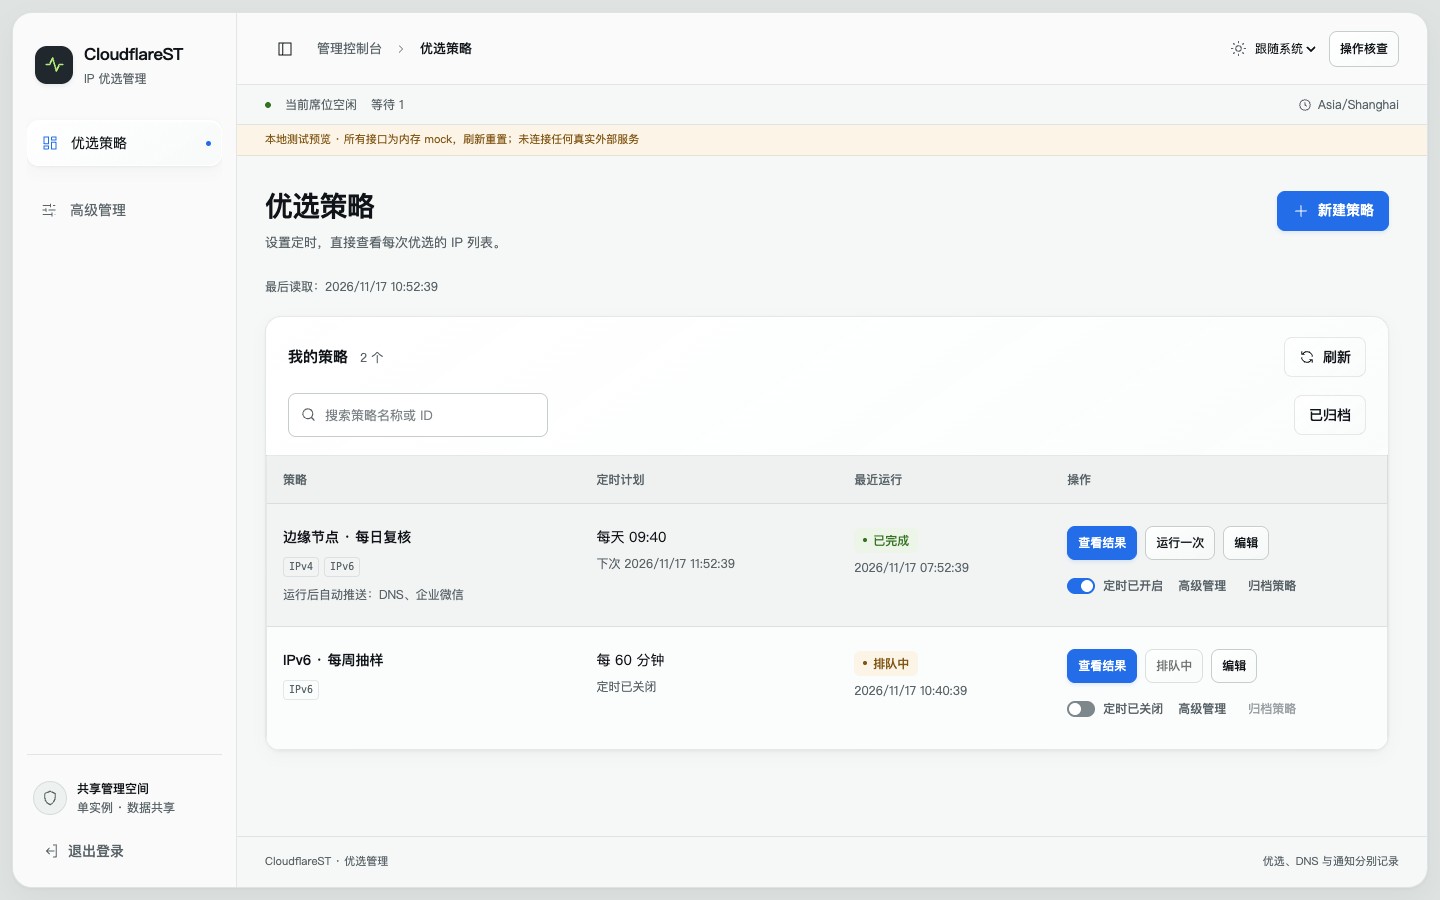 CloudflareST
IP 优选管理
优选策略
高级管理
共享管理空间
单实例 · 数据共享
退出登录
管理控制台
优选策略
跟随系统
操作核查
当前席位空闲 等待 1
Asia/Shanghai
本地测试预览 · 所有接口为内存 mock，刷新重置；未连接任何真实外部服务
优选策略
设置定时，直接查看每次优选的 IP 列表。
新建策略
最后读取：2026/11/17 10:52:39
我的策略 2 个
刷新
搜索策略名称或 ID
已归档
策略 定时计划 最近运行 操作
边缘节点 · 每日复核
IPv4 IPv6
运行后自动推送：DNS、企业微信
每天 09:40
下次 2026/11/17 11:52:39
已完成
2026/11/17 07:52:39
查看结果 运行一次 编辑
定时已开启 高级管理 归档策略
IPv6 · 每周抽样
IPv6
每 60 分钟
定时已关闭
排队中
2026/11/17 10:40:39
查看结果 排队中 编辑
定时已关闭 高级管理 归档策略
CloudflareST · 优选管理
优选、DNS 与通知分别记录